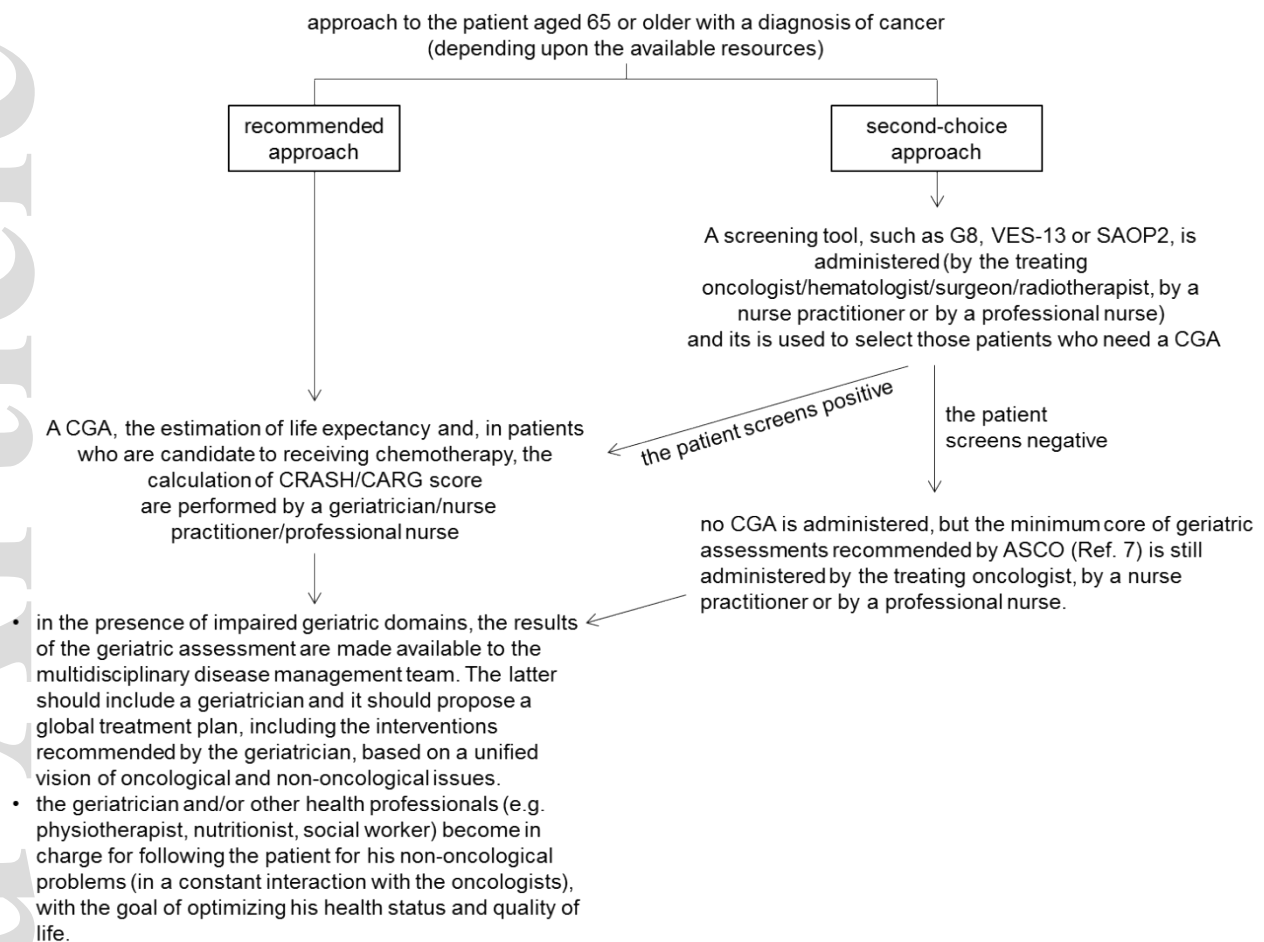 approach to the patient aged 65 or older with a diagnosis of cancer
(depending upon the available resources)
recommended
approach
second-choice
approach
A screening tool, such as G8, VES-13 or SAOP2, is
administered (by the treating
oncologist/hematologist/surgeon/radiotherapist, by a
nurse practitioner or by a professional nurse)
and its is used to select those patients who need a CGA
the patient screens positive
the patient
screens negative
A CGA, the estimation of life expectancy and, in patients
who are candidate to receiving chemotherapy, the
calculation of CRASH/CARG score
are performed by a geriatrician/nurse
practitioner/professional nurse
no CGA is administered, but the minimum core of geriatric
assessments recommended by ASCO (Ref. 7) is still
administered by the treating oncologist, by a nurse
practitioner or by a professional nurse.
• in the presence of impaired geriatric domains, the results
of the geriatric assessment are made available to the
multidisciplinary disease management team. The latter
should include a geriatrician and it should propose a
global treatment plan, including the interventions
recommended by the geriatrician, based on a unified
vision of oncological and non-oncological issues.
• the geriatrician and/or other health professionals (e.g.
physiotherapist, nutritionist, social worker) become in
charge for following the patient for his non-oncological
problems (in a constant interaction with the oncologists),
with the goal of optimizing his health status and quality of
life.